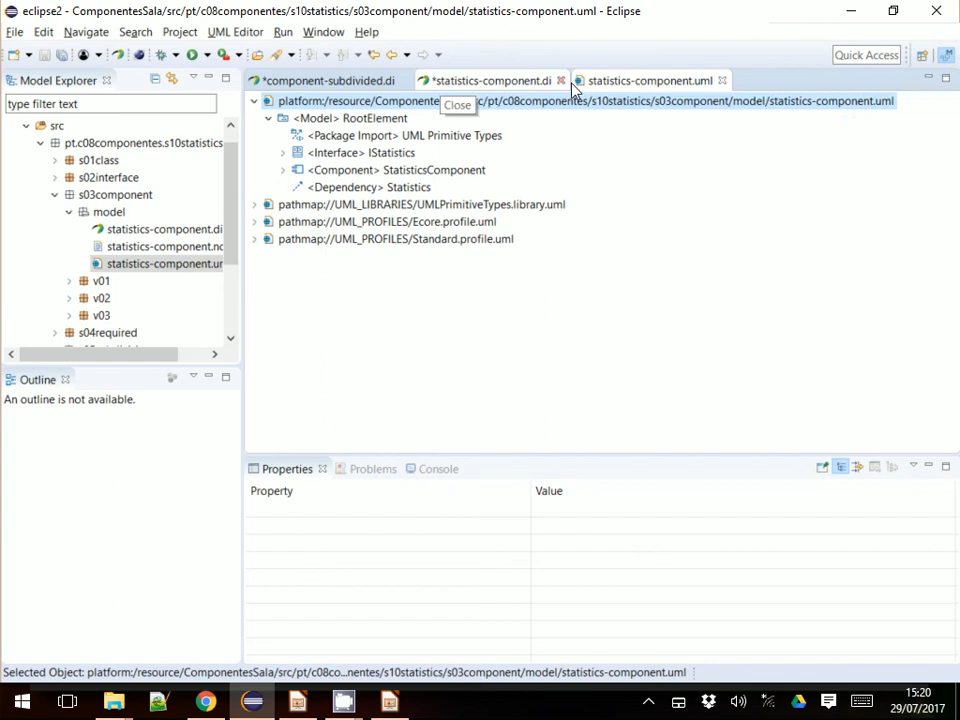 eclipse2 - ComponentesSala/src/pt/c08componentes/s10statistics/s03component/model/statistics-component.uml - Eclipse
File Edit Navigate Search Project UML Editor Run Window Help
Quick Access
Model Explorer
*component-subdivided.di
*statistics-component.di
statistics-component.uml
type filter text
platform:/resource/Componente
Close
c/pt/c08componentes/s10statistics/s03component/model/statistics-component.uml
<Model> RootElement
<Package Import> UML Primitive Types
<Interface> IStatistics
<Component> StatisticsComponent
<Dependency> Statistics
pathmap://UML_LIBRARIES/UMLPrimitiveTypes.library.uml
pathmap://UML_PROFILES/Ecore.profile.uml
pathmap://UML_PROFILES/Standard.profile.uml
src
pt.c08componentes.s10statistics
s01class
s02interface
s03component
model
statistics-component.di
statistics-component.no
statistics-component.un
v01
v02
v03
s04required
Outline
An outline is not available.
Properties
Problems
Console
Property
Value
Selected Object: platform:/resource/ComponentesSala/src/pt/c08co...nentes/s10statistics/s03component/model/statistics-component.uml
15:20
29/07/2017